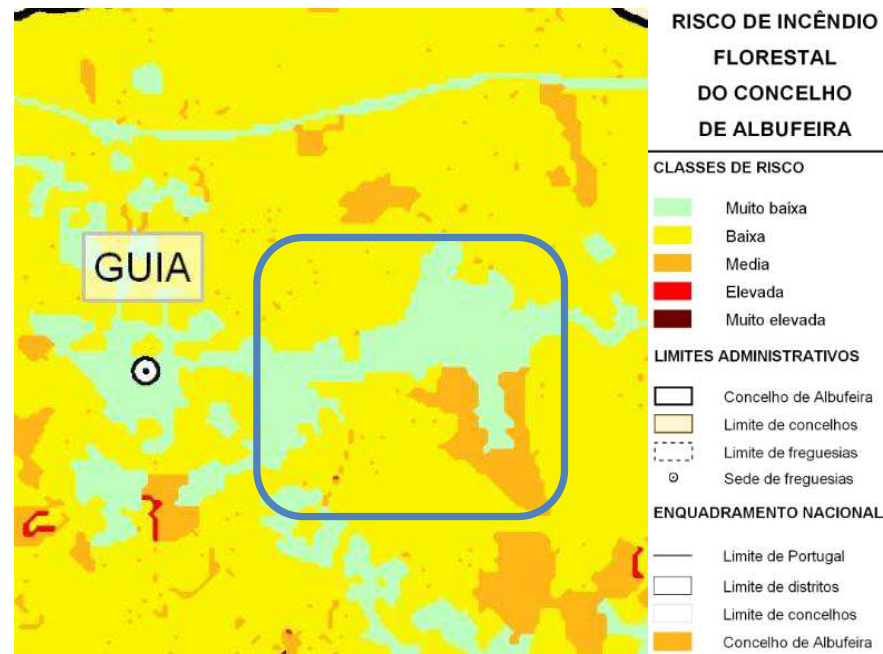 GUIA
RISCO DE INCÊNDIO
FLORESTAL
DO CONCELHO
DE ALBUFEIRA
CLASSES DE RISCO
Muito baixa
Baixa
Media
Elevada
Muito elevada
LIMITES ADMINISTRATIVOS
Concelho de Albufeira
Limite de concelhos
Limite de freguesias
Sede de freguesias
ENQUADRAMENTO NACIONAL
Limite de Portugal
Limite de distritos
Limite de concelhos
Concelho de Albufeira